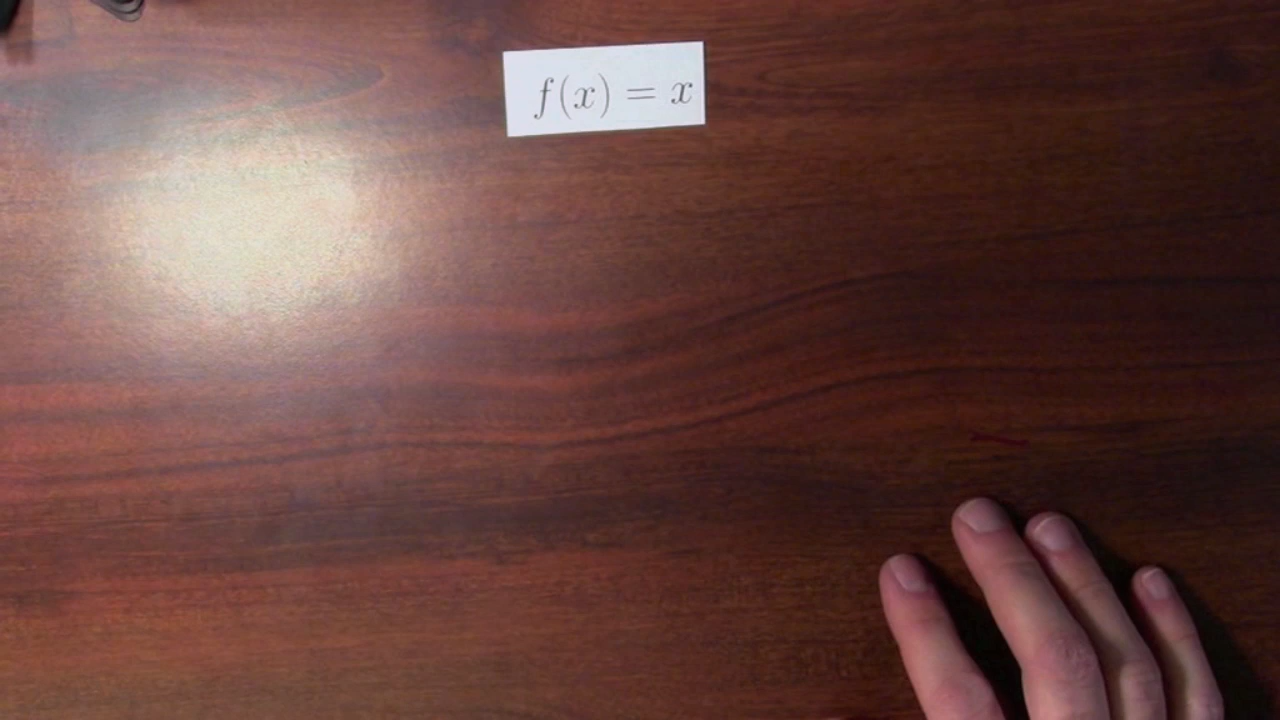 f(x) = x